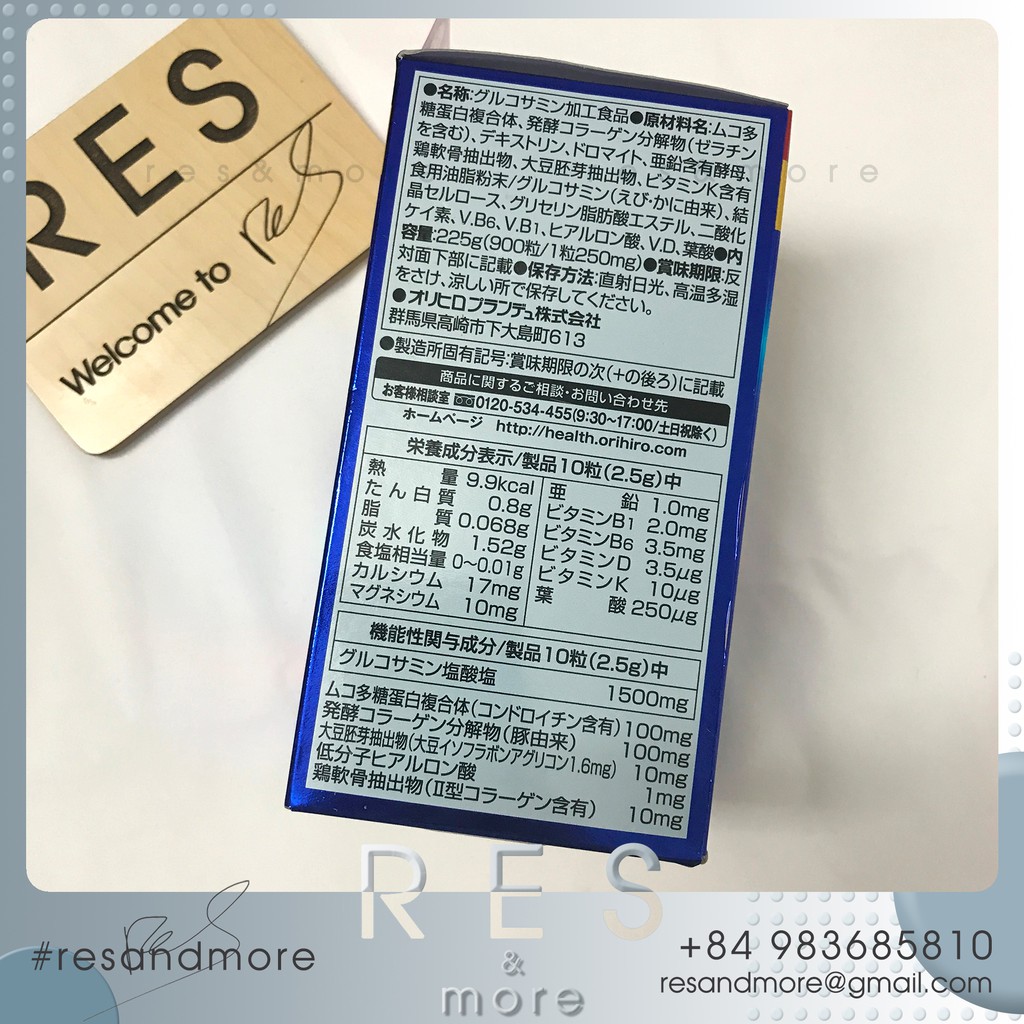 RES
Welcome to
ReS
res&more
more
●名称:グルコサミン加工食品●原材料名:ムコ多
糖蛋白複合体、発酵コラーゲン分解物(ゼラチン
を含む)、デキストリン、ドロマイト、亜鉛含有酵母、
鶏軟骨抽出物、大豆胚芽抽出物、ビタミンK含有
食用油脂粉末/グルコサミン(えび・かに由来)、結
晶セルロース、グリセリン脂肪酸エステル、二酸化
ケイ素、V.B6、V.B1、ヒアルロン酸、V.D、葉酸●内
容量:225g(900粒/1粒250mg)●賞味期限:反
対面下部に記載●保存方法:直射日光、高温多湿
をさけ、涼しい所で保存してください。
●オリヒロプランデュ株式会社
群馬県高崎市下大島町613
●製造所固有記号:賞味期限の次(+の後ろ)に記載
商品に関するご相談・お問い合わせ先
お客様相談室 0120-534-455(9:30~17:00/土日祝除く)
ホームページ http://health.orihiro.com
栄養成分表示/製品10粒(2.5g)中
熱量 9.9kcal
たん白質 0.8g
脂質 0.068g
炭水化物 1.52g
食塩相当量 0~0.01g
カルシウム 17mg
マグネシウム 10mg
亜鉛 1.0mg
ビタミンB1 2.0mg
ビタミンB6 3.5mg
ビタミンD 3.5μg
ビタミンK 10μg
葉酸 250μg
機能性関与成分/製品10粒(2.5g)中
グルコサミン塩酸塩 1500mg
ムコ多糖蛋白複合体(コンドロイチン含有) 100mg
発酵コラーゲン分解物(豚由来) 100mg
大豆胚芽抽出物(大豆イソフラボンアグリコン1.6mg) 10mg
低分子ヒアルロン酸 1mg
鶏軟骨抽出物(II型コラーゲン含有) 10mg
RES
&
more
#resandmore
ReS
+84 983685810
resandmore@gmail.com